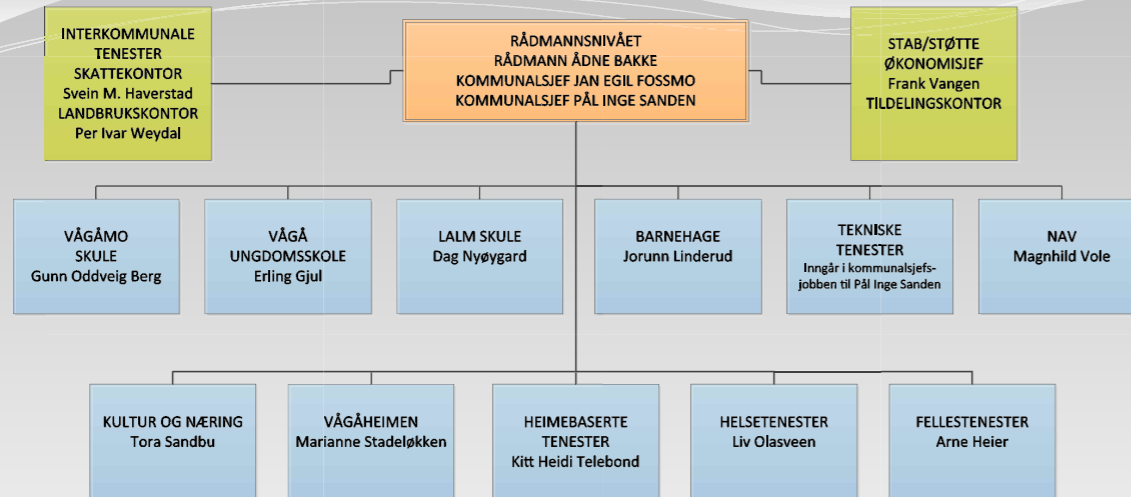 INTERKOMMUNALE
TENESTER
SKATTEKONTOR
Svein M. Haverstad
LANDBRUKSKONTOR
Per Ivar Weydal
RÅDMANNSNIVÅET
RÅDMANN ÅDNE BAKKE
KOMMUNALSJEF JAN EGIL FOSSMO
KOMMUNALSJEF PÅL INGE SANDEN
STAB/STØTTE
ØKONOMISJEF
Frank Vangen
TILDELINGSKONTOR
VÅGÅMO
SKULE
Gunn Oddveig Berg
VÅGÅ
UNGDOMSSKOLE
Erling Gjul
LALM SKULE
Dag Nyøygard
BARNEHAGE
Jorunn Linderud
TEKNISKE
TENESTER
Inngår i kommunalsjefs-
jobben til Pål Inge Sanden
NAV
Magnhild Vole
KULTUR OG NÆRING
Tora Sandbu
VÅGÅHEIMEN
Marianne Stadeløkken
HEIMEBASERTE
TENESTER
Kitt Heidi Telebond
HELSETENESTER
Liv Olasveen
FELLESTENESTER
Arne Heier